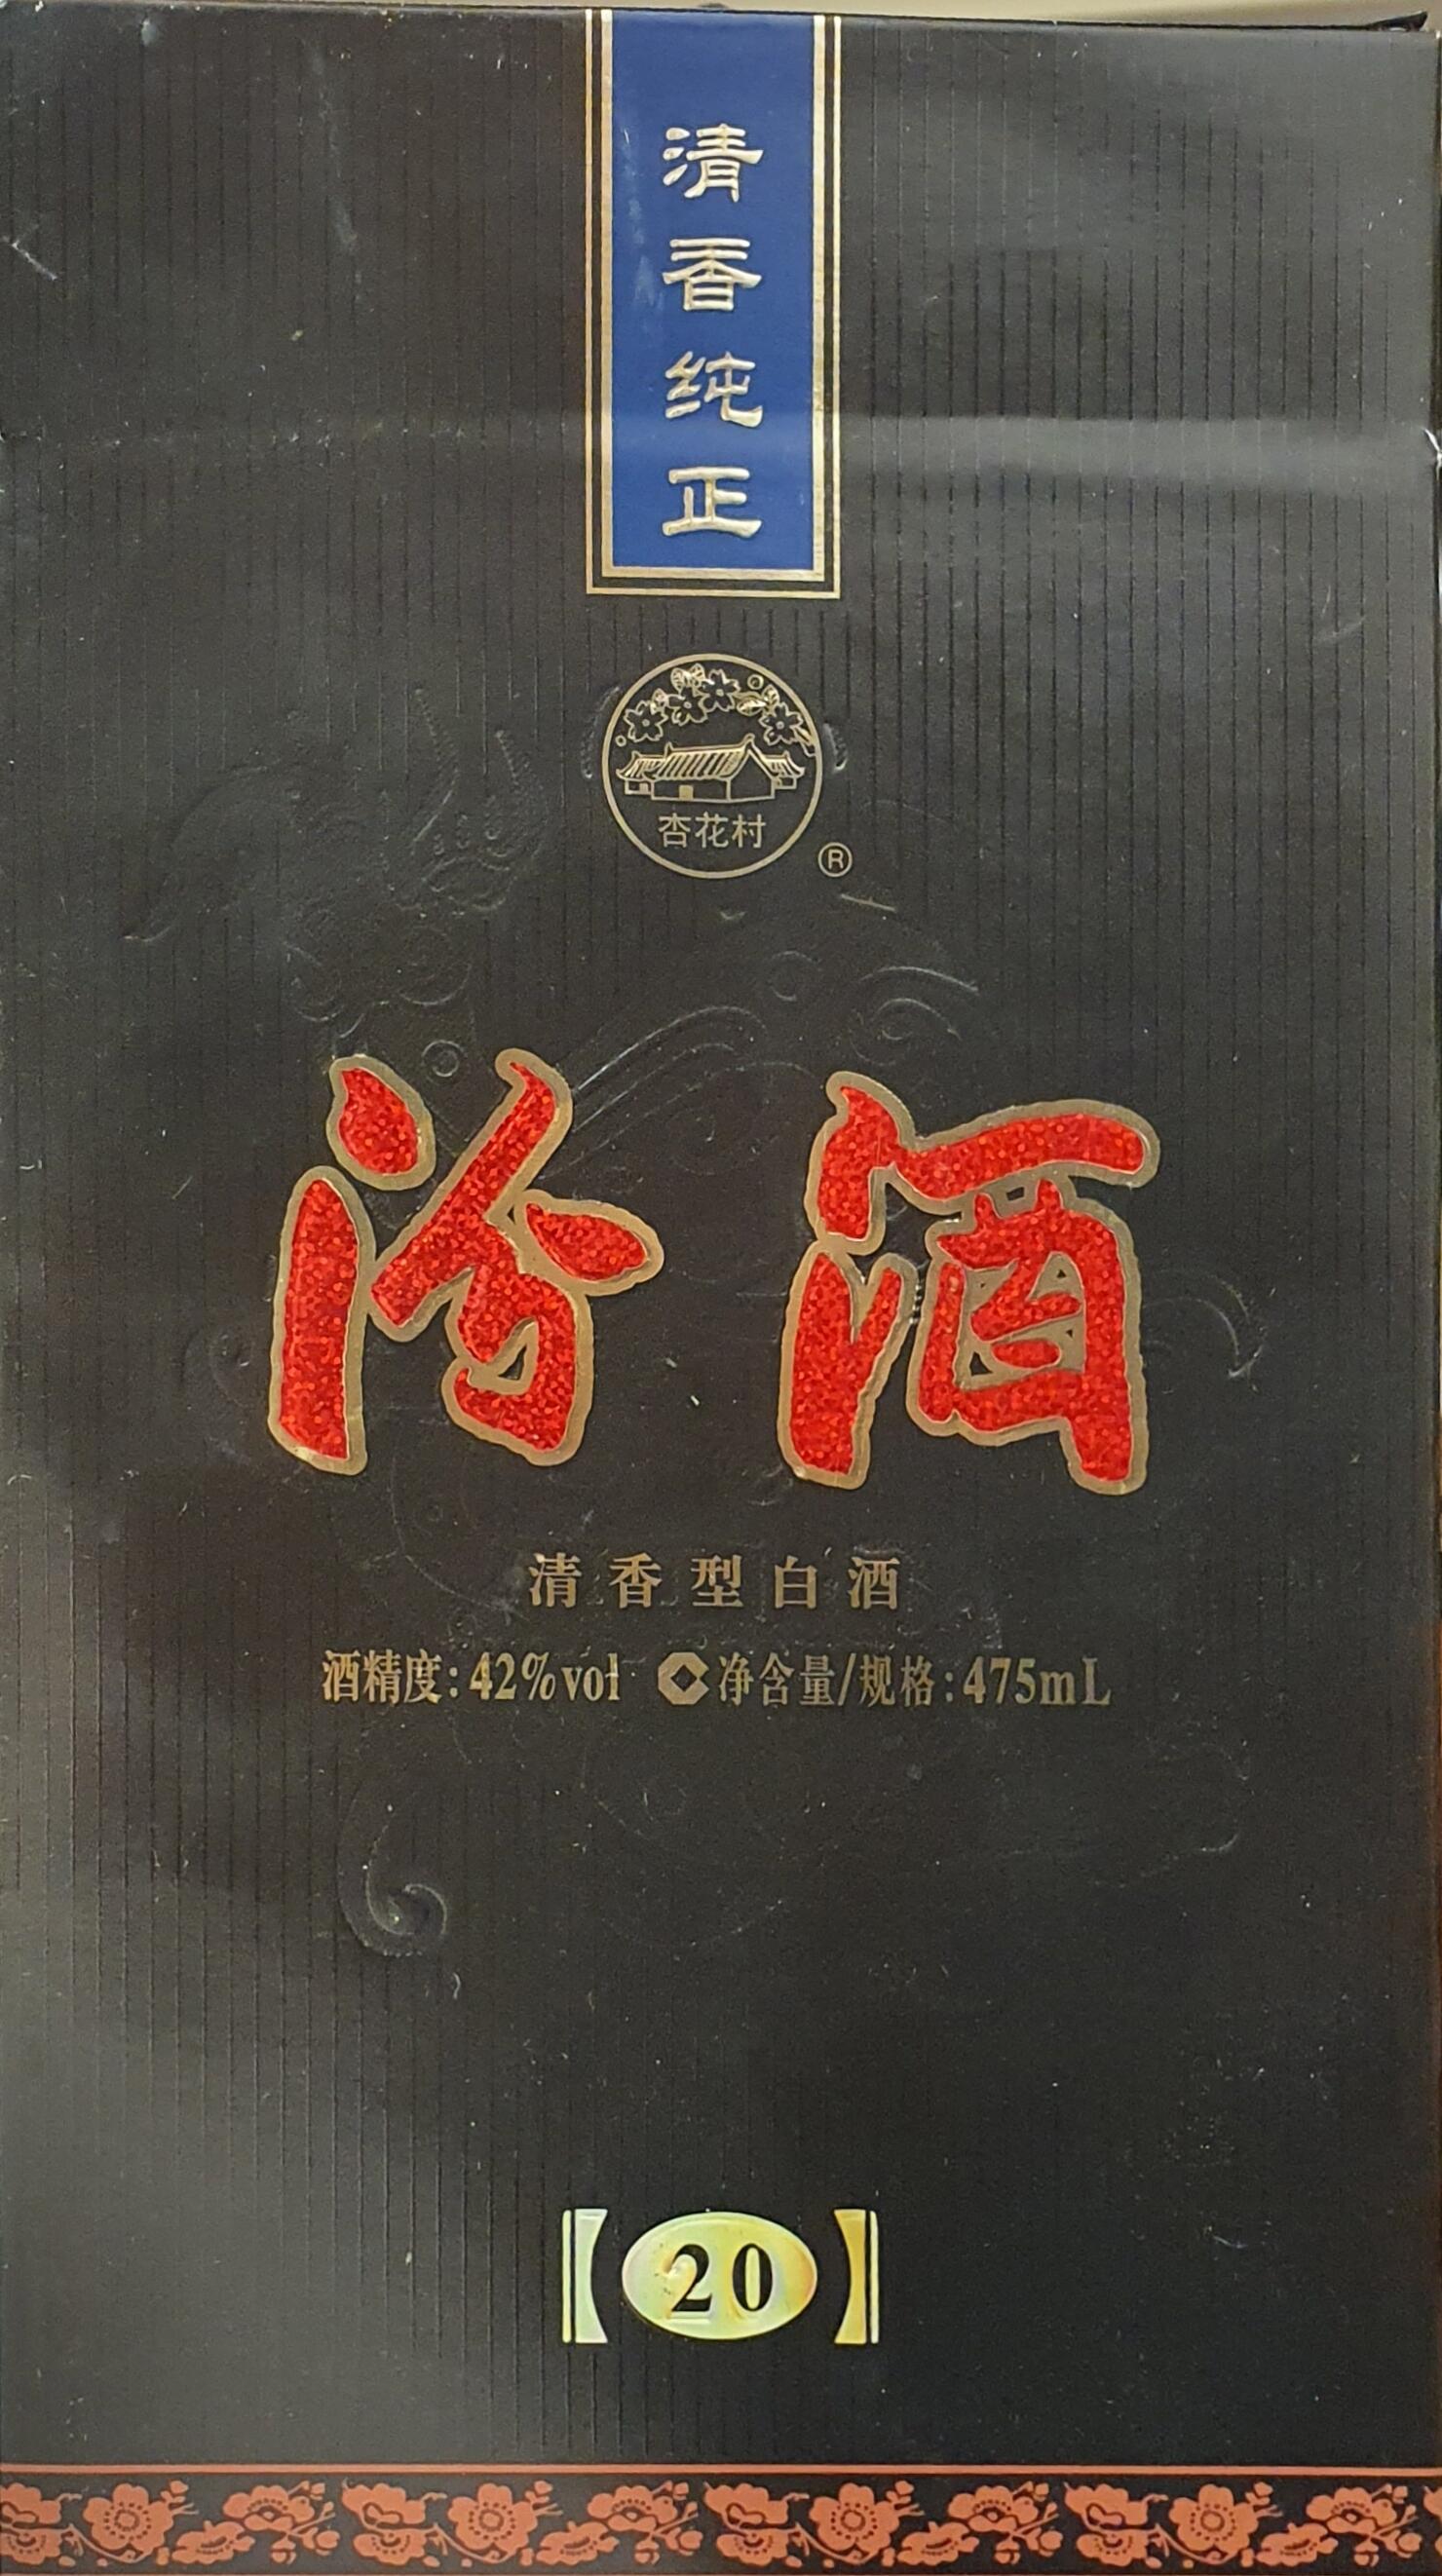 清香纯正
杏花村
®
汾酒
清香型白酒
酒精度:42%vol 净含量/规格:475mL
【20】